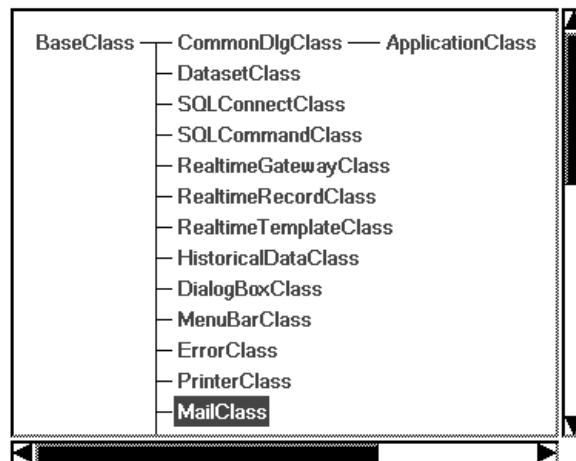 BaseClass CommonDlgClass ApplicationClass
DatasetClass
SQLConnectClass
SQLCommandClass
RealtimeGatewayClass
RealtimeRecordClass
RealtimeTemplateClass
HistoricalDataClass
DialogBoxClass
MenuBarClass
ErrorClass
PrinterClass
MailClass